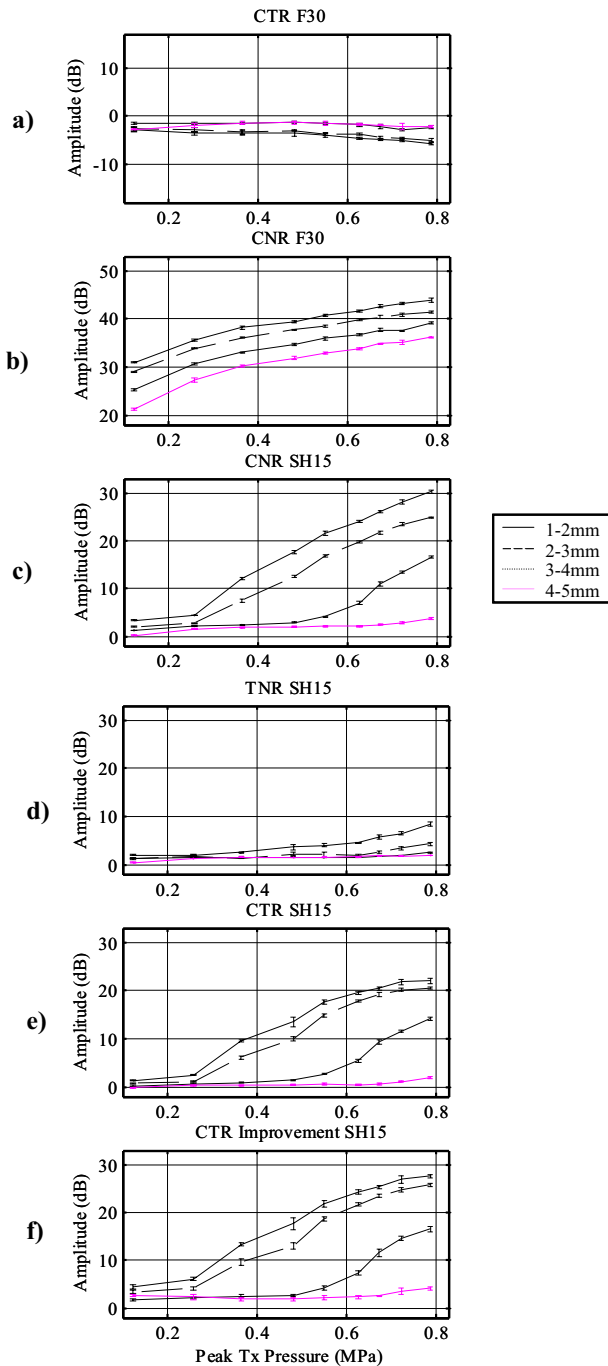 CTR F30
a)
Amplitude (dB)
10
0
-10
0.2 0.4 0.6 0.8
CNR F30
b)
Amplitude (dB)
50
40
30
20
0.2 0.4 0.6 0.8
CNR SH15
c)
Amplitude (dB)
30
20
10
0
0.2 0.4 0.6 0.8
1-2mm
2-3mm
3-4mm
4-5mm
TNR SH15
d)
Amplitude (dB)
30
20
10
0
0.2 0.4 0.6 0.8
CTR SH15
e)
Amplitude (dB)
30
20
10
0
0.2 0.4 0.6 0.8
CTR Improvement SH15
f)
Amplitude (dB)
30
20
10
0
0.2 0.4 0.6 0.8
Peak Tx Pressure (MPa)